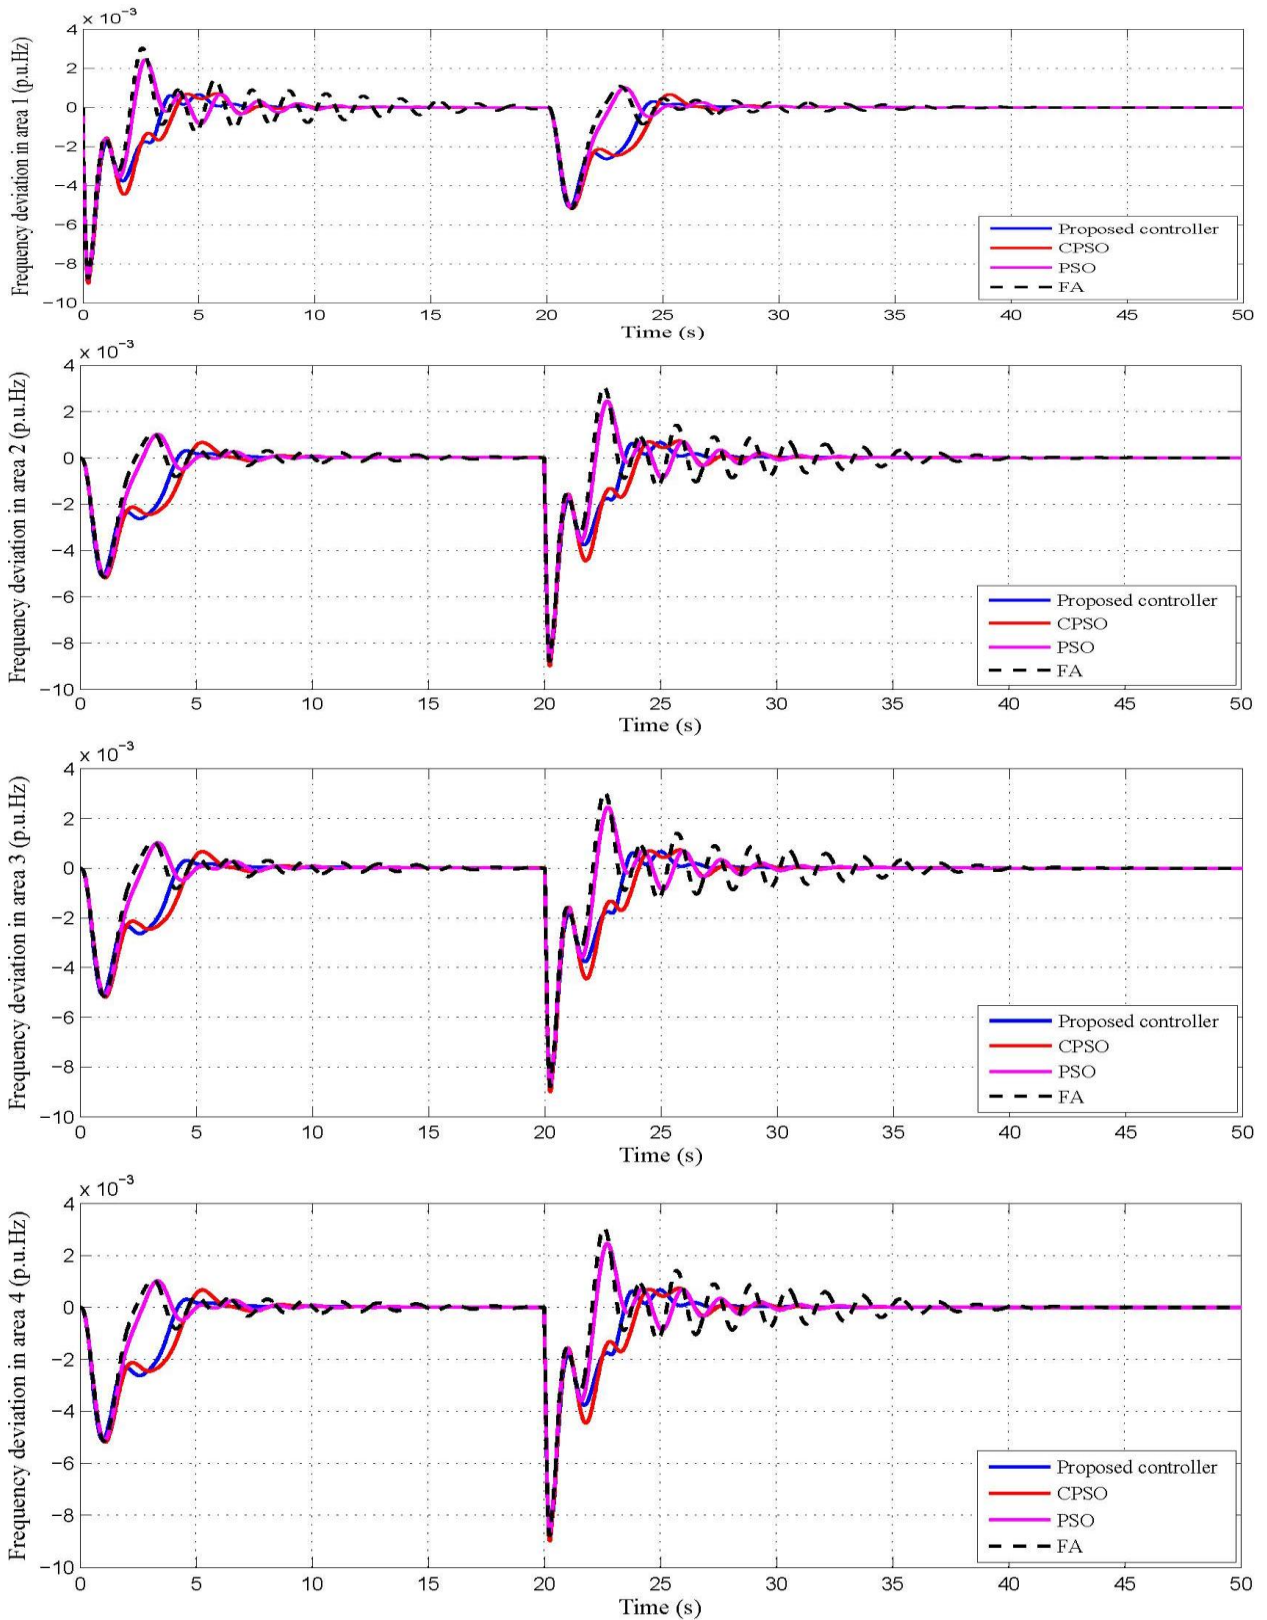 × 10⁻³
4
2
0
−2
−4
−6
−8
−10
Frequency deviation in area 1 (p.u.Hz)
0 5 10 15 20 25 30 35 40 45 50
Time (s)
Proposed controller
CPSO
PSO
FA
× 10⁻³
4
2
0
−2
−4
−6
−8
−10
Frequency deviation in area 2 (p.u.Hz)
0 5 10 15 20 25 30 35 40 45 50
Time (s)
Proposed controller
CPSO
PSO
FA
× 10⁻³
4
2
0
−2
−4
−6
−8
−10
Frequency deviation in area 3 (p.u.Hz)
0 5 10 15 20 25 30 35 40 45 50
Time (s)
Proposed controller
CPSO
PSO
FA
× 10⁻³
4
2
0
−2
−4
−6
−8
−10
Frequency deviation in area 4 (p.u.Hz)
0 5 10 15 20 25 30 35 40 45 50
Time (s)
Proposed controller
CPSO
PSO
FA